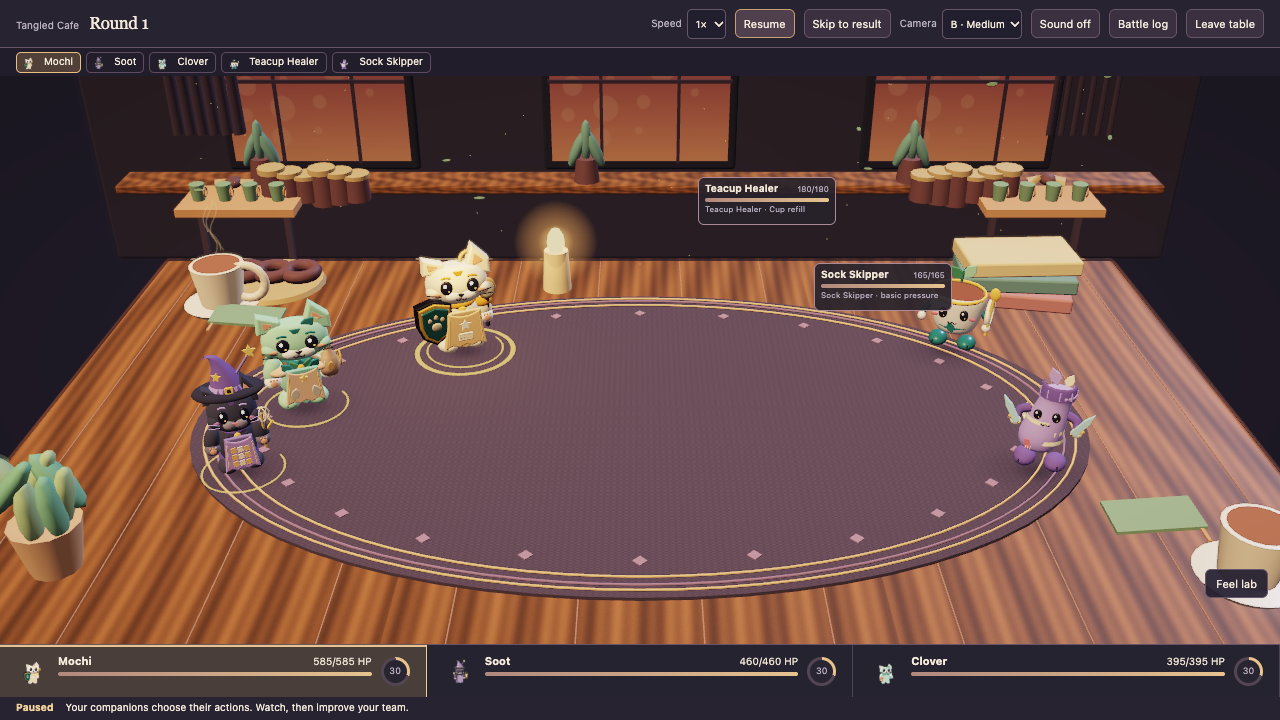 Tangled Cafe Round 1
Speed 1x Resume Skip to result Camera B · Medium Sound off Battle log Leave table
Mochi Soot Clover Teacup Healer Sock Skipper
Teacup Healer 180/180
Teacup Healer · Cup refill
Sock Skipper 165/165
Sock Skipper · basic pressure
Feel lab
Mochi 585/585 HP 30
Soot 460/460 HP 30
Clover 395/395 HP 30
Paused Your companions choose their actions. Watch, then improve your team.